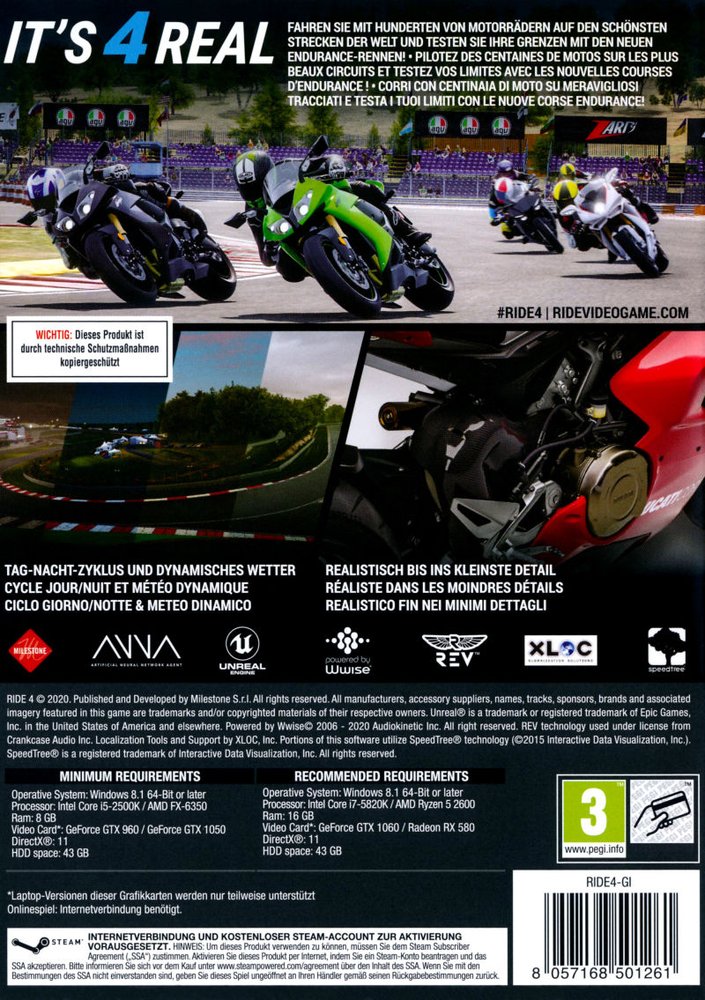 IT'S 4 REAL
FAHREN SIE MIT HUNDERTEN VON MOTORRÄDERN AUF DEN SCHÖNSTEN
STRECKEN DER WELT UND TESTEN SIE IHRE GRENZEN MIT DEN NEUEN
ENDURANCE-RENNEN! • PILOTEZ DES CENTAINES DE MOTOS SUR LES PLUS
BEAUX CIRCUITS ET TESTEZ VOS LIMITES AVEC LES NOUVELLES COURSES
D'ENDURANCE ! • CORRI CON CENTINAIA DI MOTO SU MERAVIGLIOSI
TRACCIATI E TESTA I TUOI LIMITI CON LE NUOVE CORSE ENDURANCE!
#RIDE4 | RIDEVIDEOGAME.COM
WICHTIG: Dieses Produkt ist
durch technische Schutzmaßnahmen
kopiergeschützt
TAG-NACHT-ZYKLUS UND DYNAMISCHES WETTER
CYCLE JOUR/NUIT ET MÉTÉO DYNAMIQUE
CICLO GIORNO/NOTTE & METEO DINAMICO
REALISTISCH BIS INS KLEINSTE DETAIL
RÉALISTE DANS LES MOINDRES DÉTAILS
REALISTICO FIN NEI MINIMI DETTAGLI
MILESTONE
ARTIFICIAL NEURAL NETWORK AGENT
UNREAL
ENGINE
powered by
Wwise
REV
XLOC
GLOBALIZATION SOLUTIONS
speedtree
RIDE 4 © 2020. Published and Developed by Milestone S.r.l. All rights reserved. All manufacturers, accessory suppliers, names, tracks, sponsors, brands and associated
imagery featured in this game are trademarks and/or copyrighted materials of their respective owners. Unreal® is a trademark or registered trademark of Epic Games,
Inc. in the United States of America and elsewhere. Powered by Wwise© 2006 - 2020 Audiokinetic Inc. All rights reserved. REV technology used under license from
Crankcase Audio Inc. Localization Tools and Support by XLOC, Inc. Portions of this software utilize SpeedTree® technology (©2015 Interactive Data Visualization, Inc.).
SpeedTree® is a registered trademark of Interactive Data Visualization, Inc. All rights reserved.
MINIMUM REQUIREMENTS
Operative System: Windows 8.1 64-Bit or later
Processor: Intel Core i5-2500K / AMD FX-6350
Ram: 8 GB
Video Card*: GeForce GTX 960 / GeForce GTX 1050
DirectX®: 11
HDD space: 43 GB
RECOMMENDED REQUIREMENTS
Operative System: Windows 8.1 64-Bit or later
Processor: Intel Core i7-5820K / AMD Ryzen 5 2600
Ram: 16 GB
Video Card*: GeForce GTX 1060 / Radeon RX 580
DirectX®: 11
HDD space: 43 GB
3
www.pegi.info
*Laptop-Versionen dieser Grafikkarten werden nur teilweise unterstützt
Onlinespiel: Internetverbindung benötigt.
STEAM
INTERNETVERBINDUNG UND KOSTENLOSER STEAM-ACCOUNT ZUR AKTIVIERUNG
VORAUSGESETZT. HINWEIS: Um dieses Produkt verwenden zu können, müssen Sie dem Steam Subscriber
Agreement („SSA") zustimmen. Aktivieren Sie dieses Produkt per Internet, indem Sie ein Steam-Konto beantragen und das
SSA akzeptieren. Bitte informieren Sie sich vor dem Kauf unter www.steampowered.com/agreement über den Inhalt des SSA. Wenn Sie mit den
Bestimmungen des SSA nicht einverstanden sind, geben Sie dieses Spiel ungeöffnet an Ihren Händler gemäß seinen Rückgabebestimmungen zurück.
RIDE4-GI
8 057168 501261